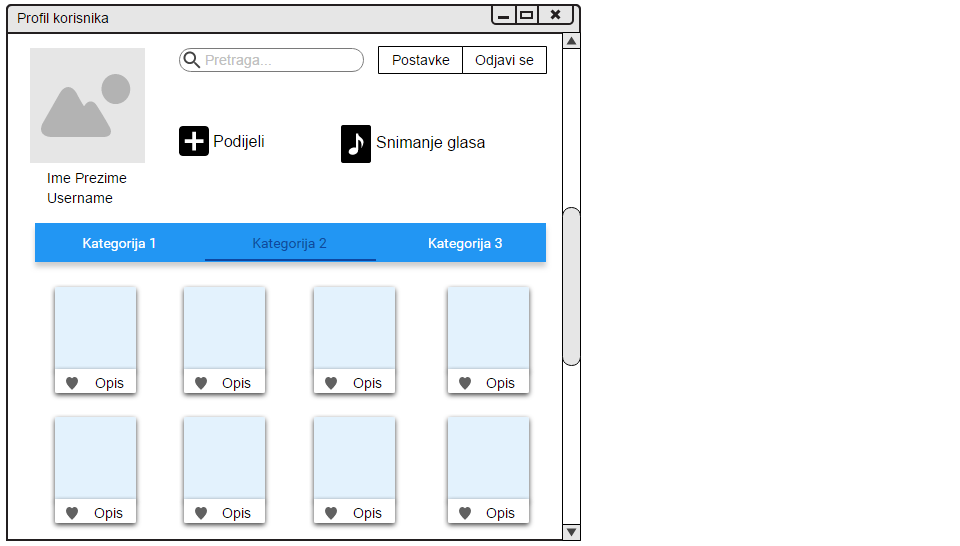 Profil korisnika
Pretraga...
Postavke
Odjavi se
Podijeli
Snimanje glasa
Ime Prezime
Username
Kategorija 1
Kategorija 2
Kategorija 3
Opis
Opis
Opis
Opis
Opis
Opis
Opis
Opis